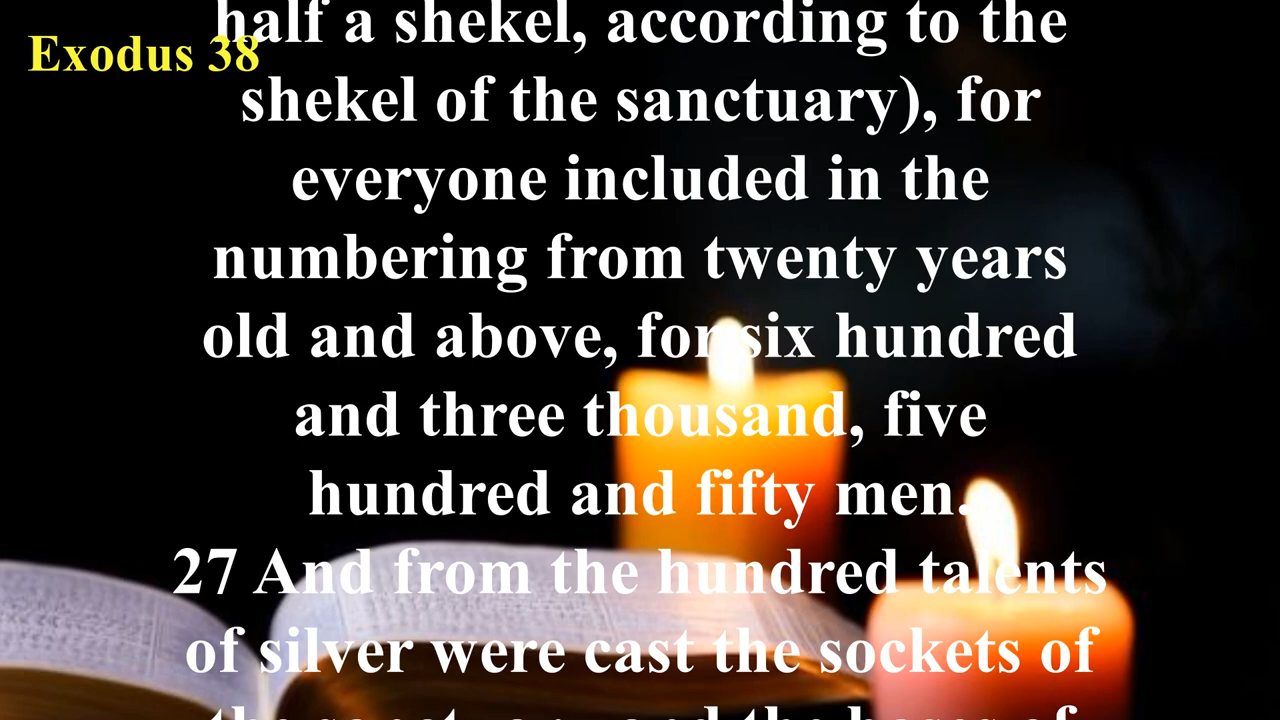 Exodus 38
half a shekel, according to the
shekel of the sanctuary), for
everyone included in the
numbering from twenty years
old and above, for six hundred
and three thousand, five
hundred and fifty men.
27 And from the hundred talents
of silver were cast the sockets of